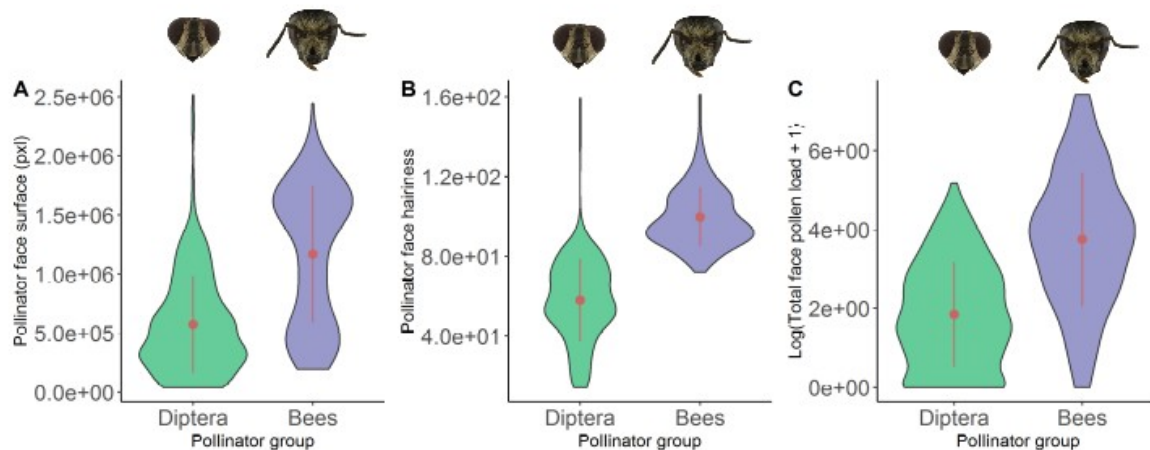 A
Pollinator face surface (pxl)
2.5e+06
2.0e+06
1.5e+06
1.0e+06
5.0e+05
0.0e+00
Diptera Bees
Pollinator group
B
Pollinator face hairiness
1.6e+02
1.2e+02
8.0e+01
4.0e+01
Diptera Bees
Pollinator group
C
Log(Total face pollen load + 1)
6e+00
4e+00
2e+00
0e+00
Diptera Bees
Pollinator group